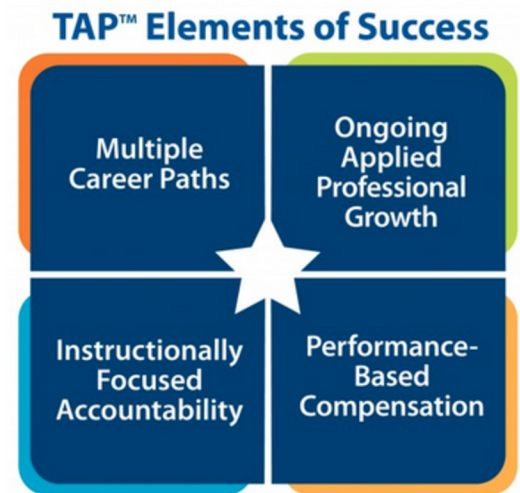 TAP™ Elements of Success
Multiple
Career Paths
Ongoing
Applied
Professional
Growth
Instructionally
Focused
Accountability
Performance-
Based
Compensation